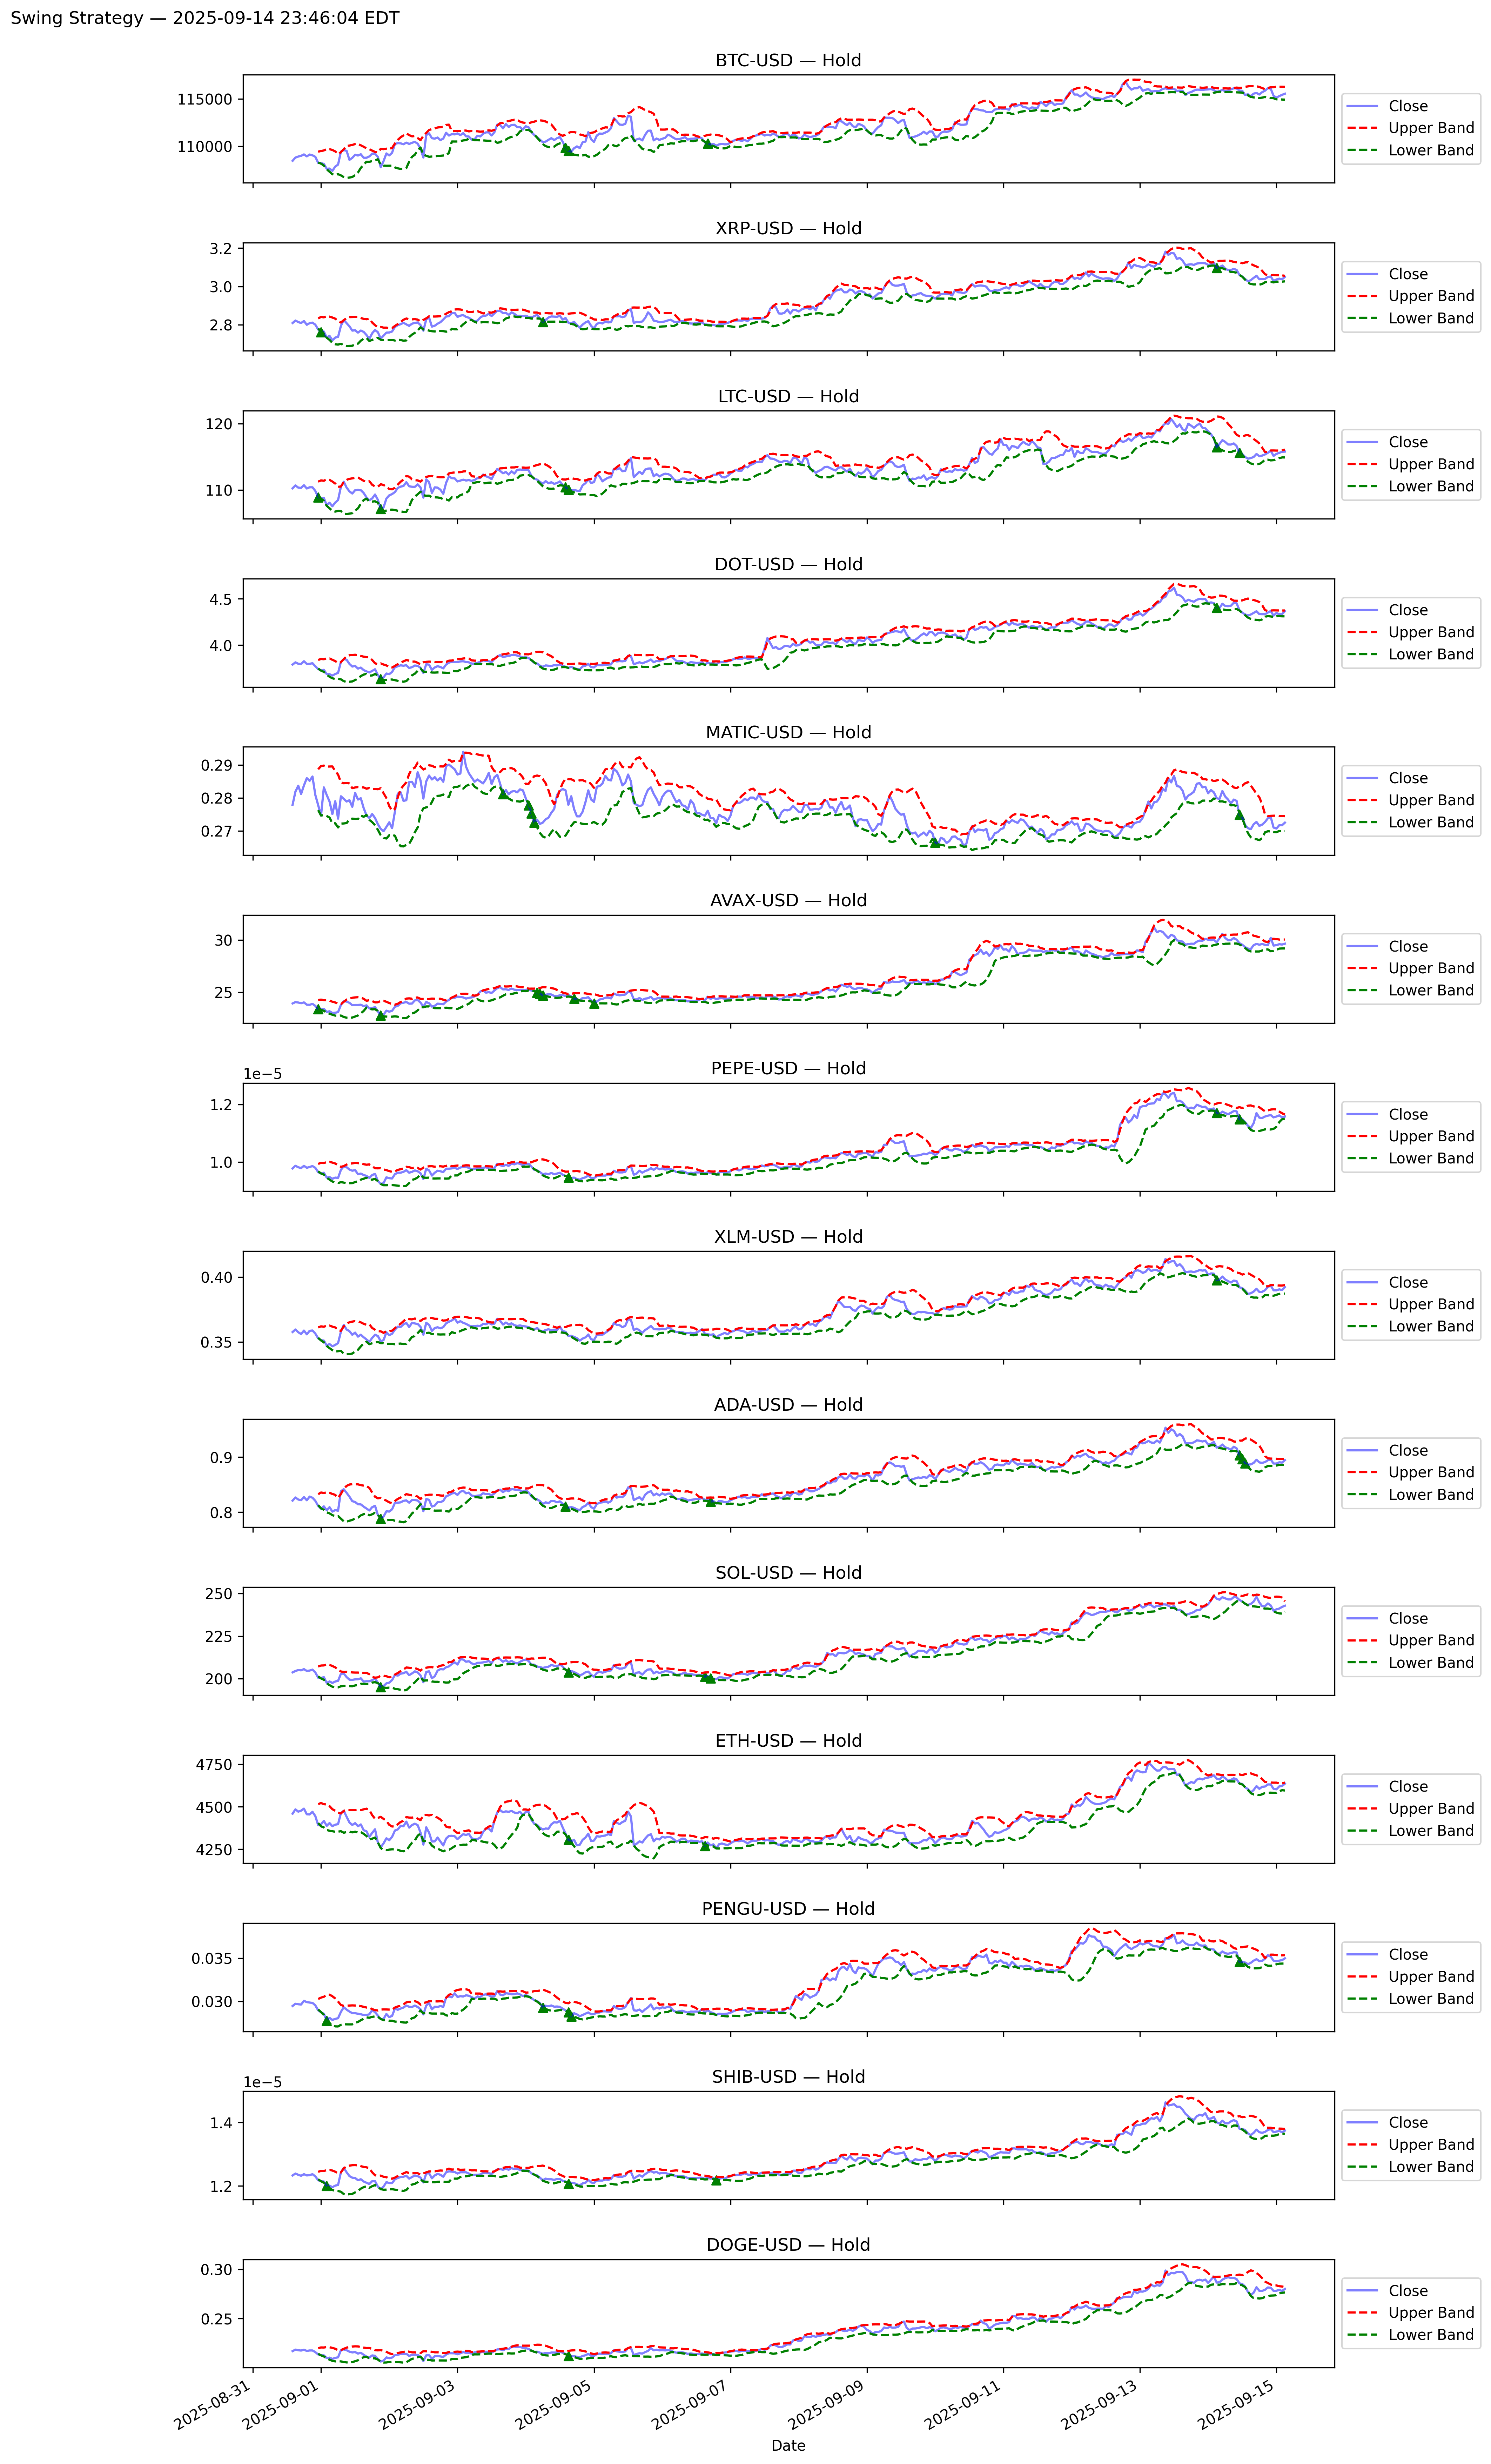 Swing Strategy — 2025-09-14 23:46:04 EDT
BTC-USD — Hold
115000
110000
Close
Upper Band
Lower Band
XRP-USD — Hold
3.2
3.0
2.8
Close
Upper Band
Lower Band
LTC-USD — Hold
120
110
Close
Upper Band
Lower Band
DOT-USD — Hold
4.5
4.0
Close
Upper Band
Lower Band
MATIC-USD — Hold
0.29
0.28
0.27
Close
Upper Band
Lower Band
AVAX-USD — Hold
30
25
Close
Upper Band
Lower Band
PEPE-USD — Hold
1e−5
1.2
1.0
Close
Upper Band
Lower Band
XLM-USD — Hold
0.40
0.35
Close
Upper Band
Lower Band
ADA-USD — Hold
0.9
0.8
Close
Upper Band
Lower Band
SOL-USD — Hold
250
225
200
Close
Upper Band
Lower Band
ETH-USD — Hold
4750
4500
4250
Close
Upper Band
Lower Band
PENGU-USD — Hold
0.035
0.030
Close
Upper Band
Lower Band
SHIB-USD — Hold
1e−5
1.4
1.2
Close
Upper Band
Lower Band
DOGE-USD — Hold
0.30
0.25
Close
Upper Band
Lower Band
2025-08-31
2025-09-01
2025-09-03
2025-09-05
2025-09-07
2025-09-09
2025-09-11
2025-09-13
2025-09-15
Date